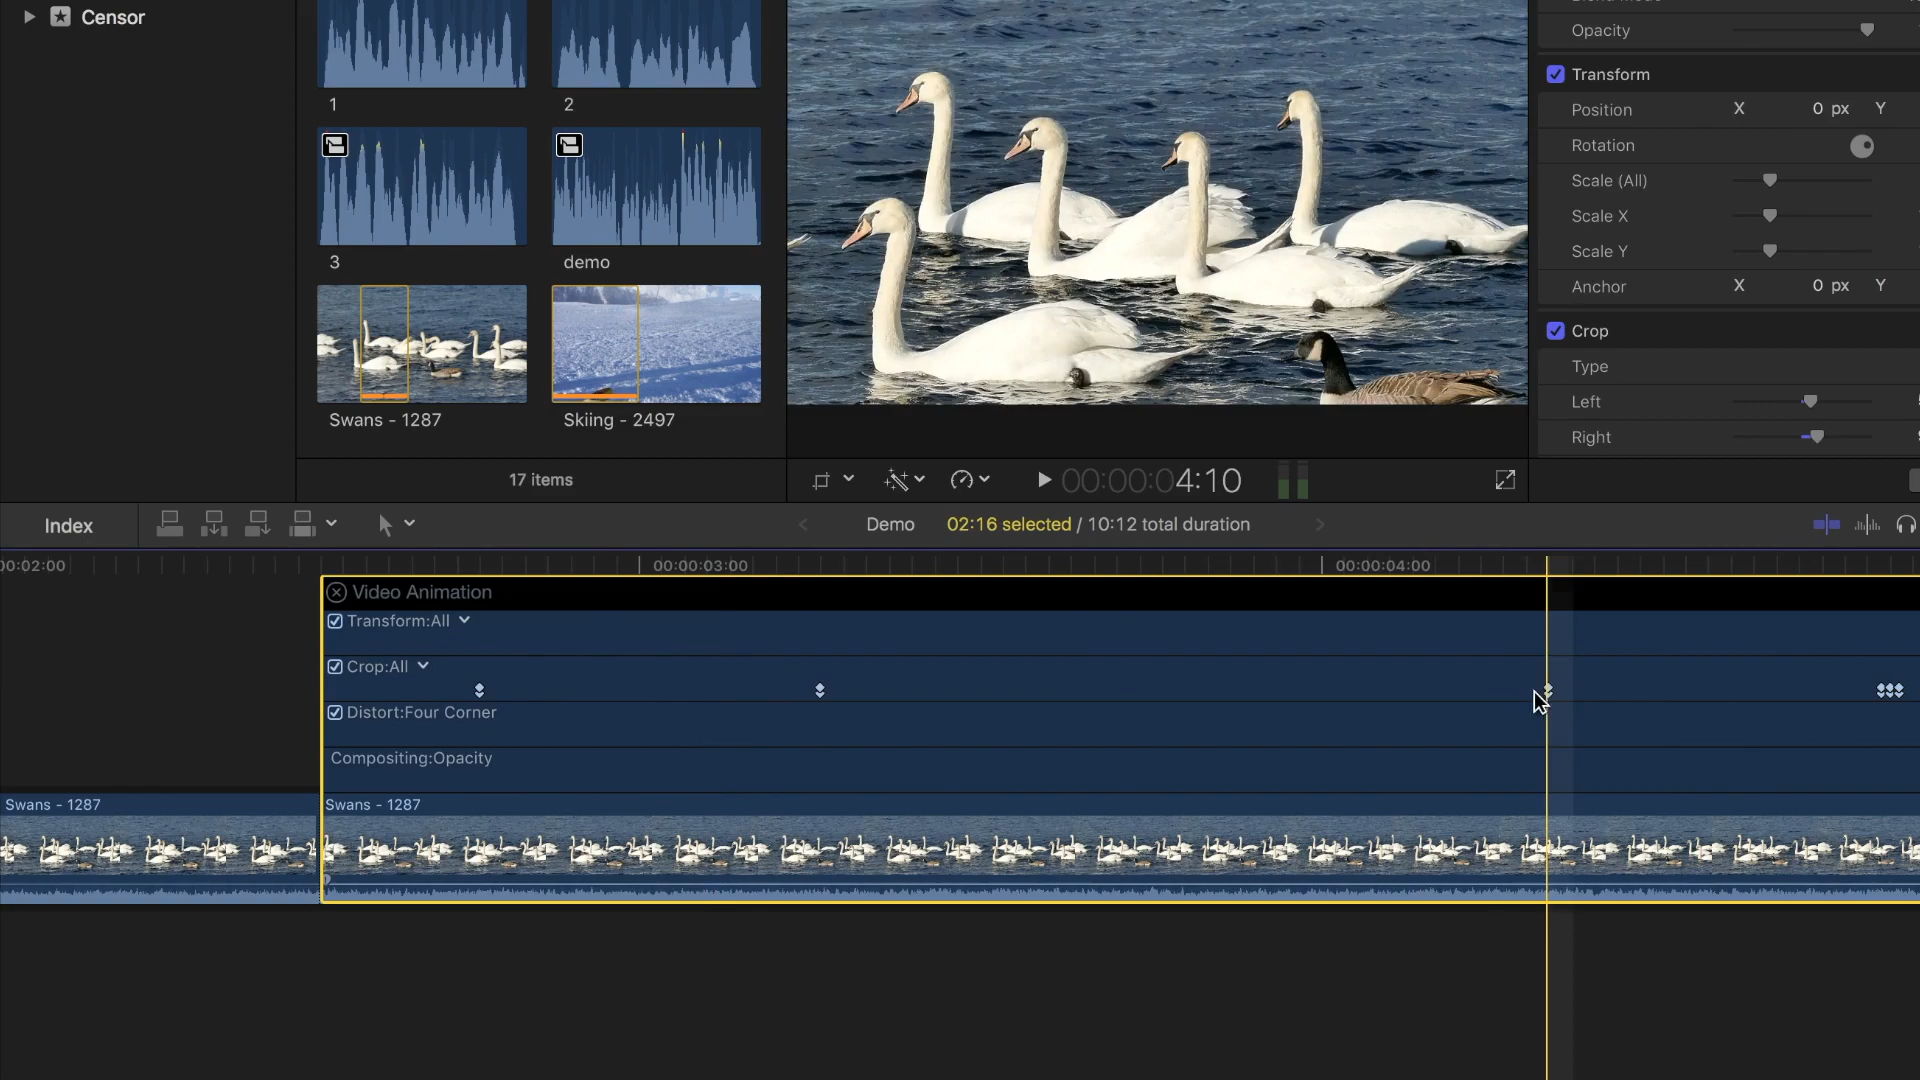 Censor
Opacity
Transform
1
2
Position X 0 px Y
Rotation
Scale (All)
Scale X
Scale Y
3
demo
Anchor X 0 px Y
Crop
Type
Left
Right
Swans - 1287
Skiing - 2497
17 items
00:00:04:10
Index
Demo 02:16 selected / 10:12 total duration
00:02:00
00:00:03:00
00:00:04:00
Video Animation
Transform:All
Crop:All
Distort:Four Corner
Compositing:Opacity
Swans - 1287
Swans - 1287